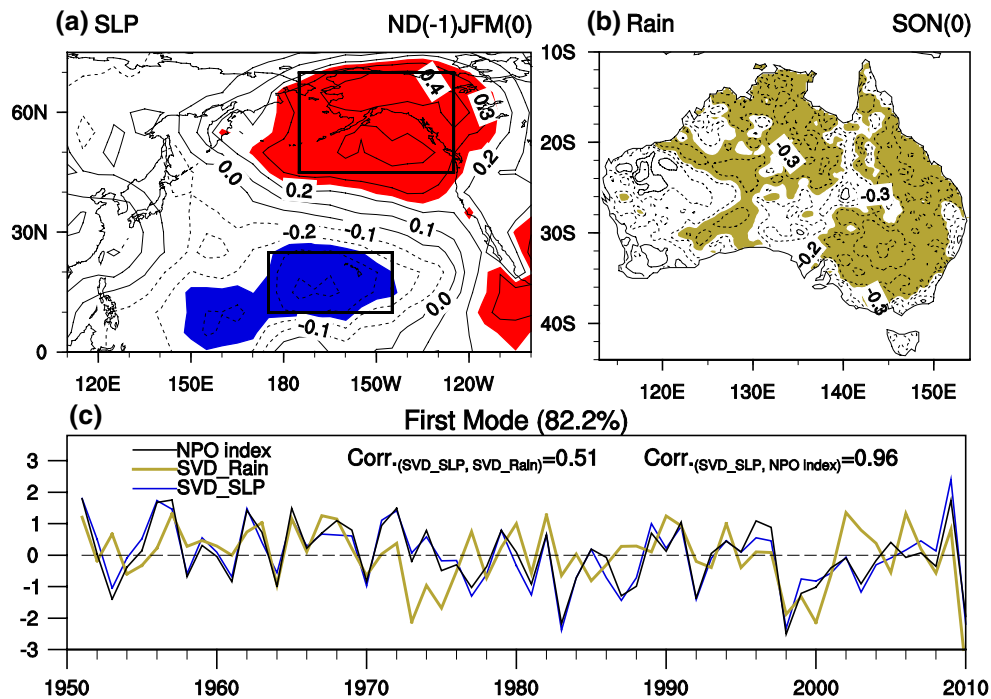 (a) SLP ND(-1)JFM(0)
60N
30N
0
120E 150E 180 150W 120W
0.4
0.3
0.2
0.0
0.2
0.1
-0.2
-0.1
0.0
-0.1
(b) Rain SON(0)
10S
20S
30S
40S
120E 130E 140E 150E
-0.3
-0.3
-0.2
-0.3
(c) First Mode (82.2%)
NPO index
SVD_Rain
SVD_SLP
Corr.(SVD_SLP, SVD_Rain)=0.51
Corr.(SVD_SLP, NPO Index)=0.96
3
2
1
0
-1
-2
-3
1950 1960 1970 1980 1990 2000 2010